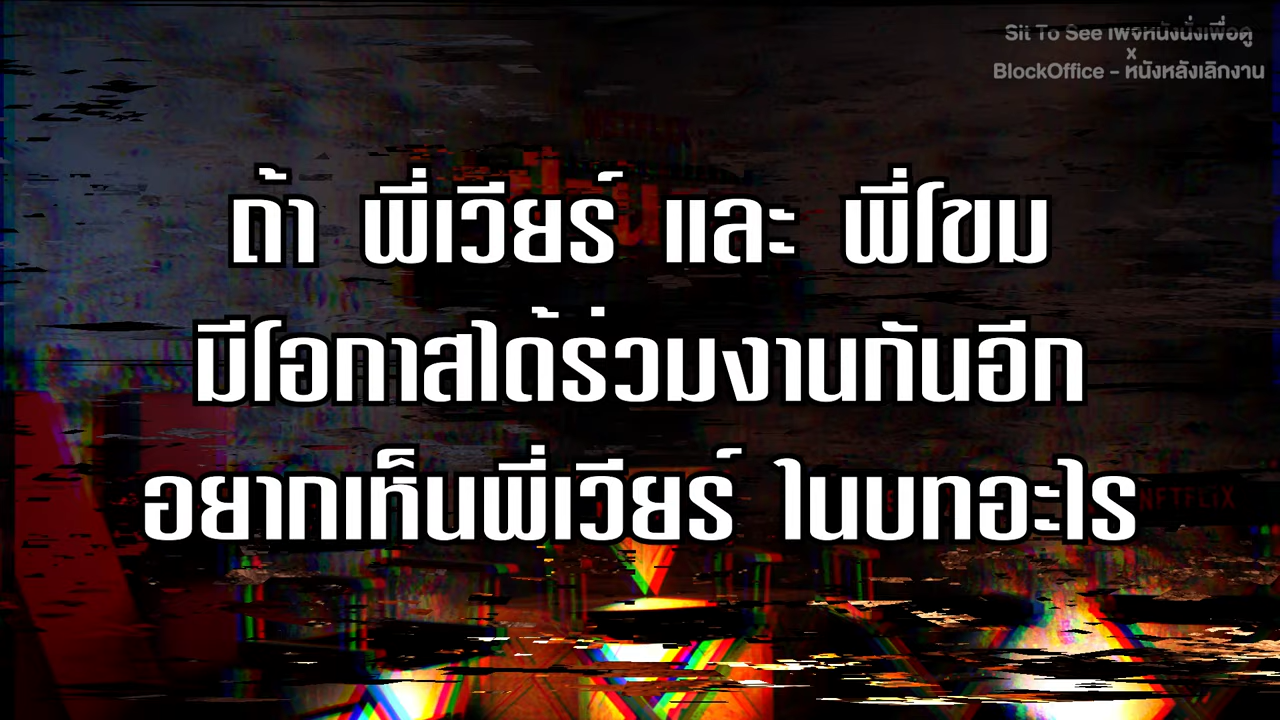 Sit To See เพจหนังนั่งเพื่อดู
x
BlockOffice - หนังหลังเลิกงาน
ถ้า พี่เวียร์ และ พี่โขม
มีโอกาสได้ร่วมงานกันอีก
อยากเห็นพี่เวียร์ ในบทอะไร
NETFLIX